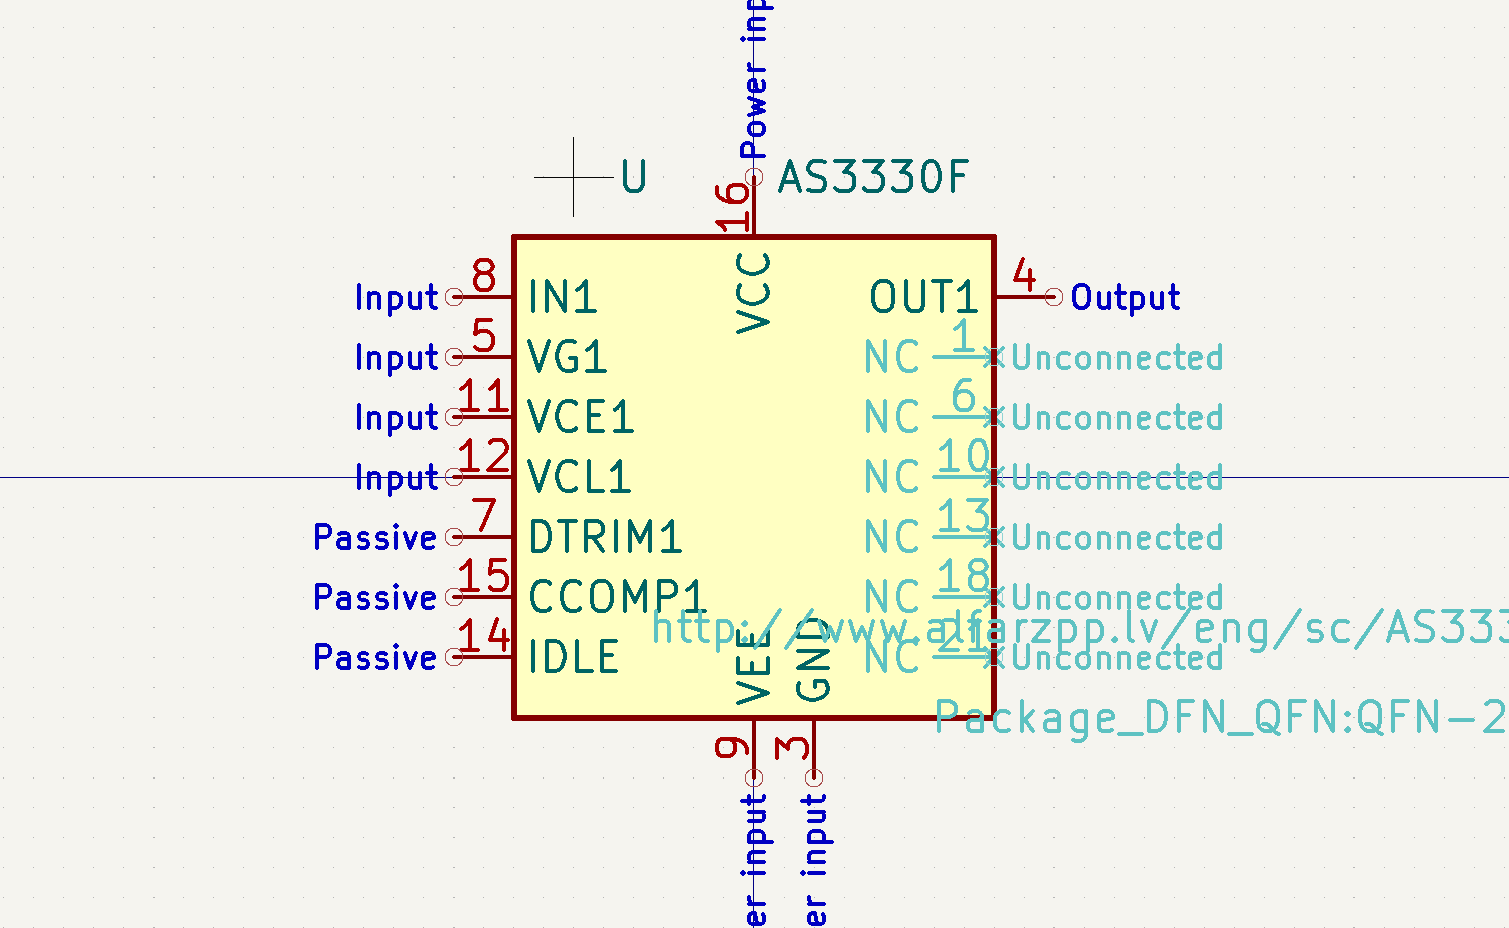 Power inp
U
AS3330F
16
VCC
Input 8 IN1
OUT1 4 Output
Input 5 VG1
NC 1 Unconnected
Input 11 VCE1
NC 6 Unconnected
Input 12 VCL1
NC 10 Unconnected
Passive 7 DTRIM1
NC 13 Unconnected
Passive 15 CCOMP1
NC 18 Unconnected
http://www.alfarzpp.lv/eng/sc/AS333
Passive 14 IDLE
NC 21 Unconnected
VEE
GND
Package_DFN_QFN:QFN-2
9
3
er input
er input